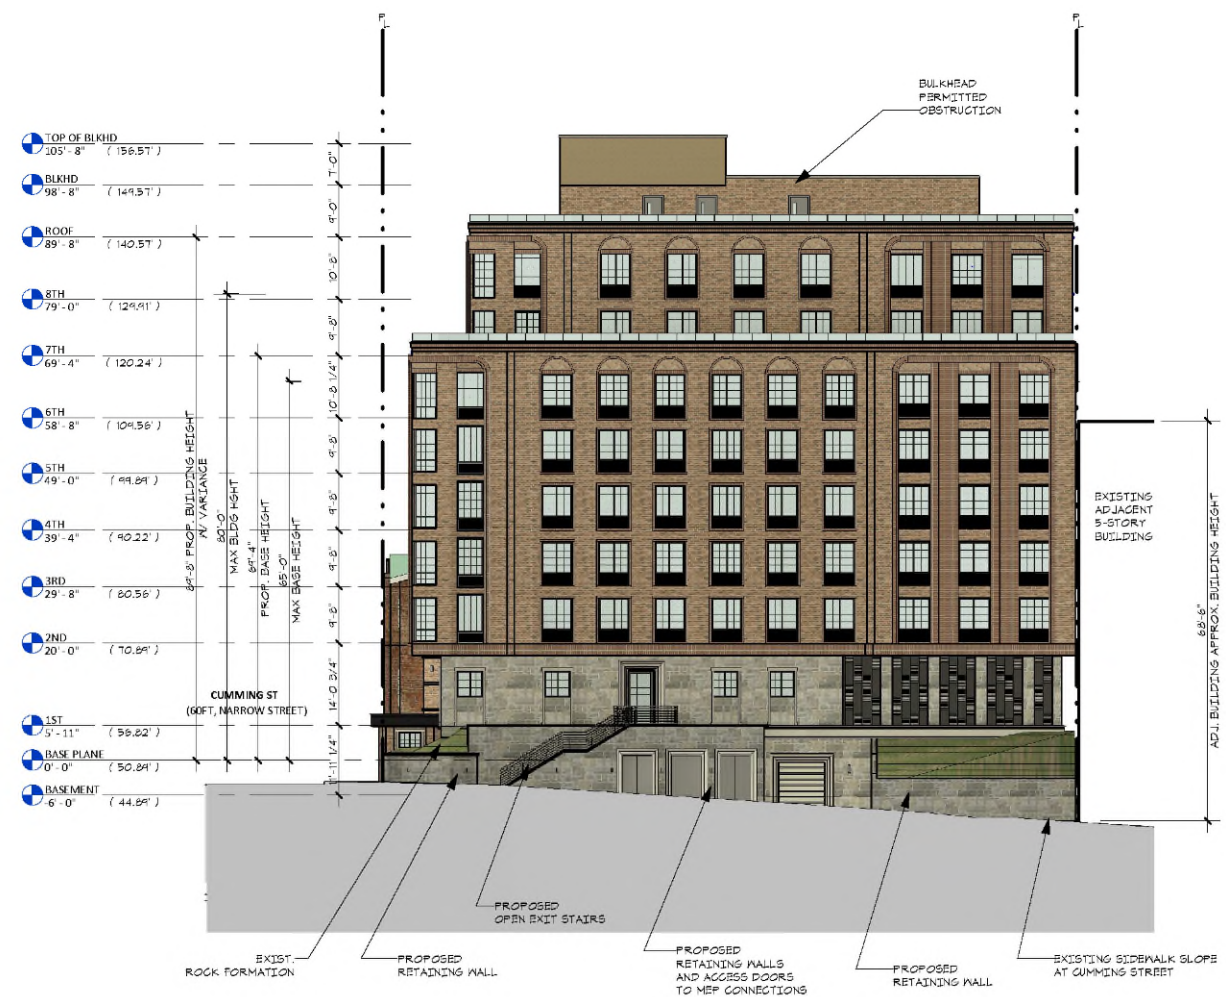 P
L
P
L
BULKHEAD
PERMITTED
OBSTRUCTION
TOP OF BLKHD
105' - 8" ( 156.57' )
BLKHD
98' - 8" ( 149.57' )
ROOF
89' - 8" ( 140.57' )
8TH
79' - 0" ( 129.91' )
7TH
69' - 4" ( 120.24' )
6TH
58' - 8" ( 109.56' )
5TH
49' - 0" ( 99.89' )
4TH
39' - 4" ( 90.22' )
3RD
29' - 8" ( 80.56' )
2ND
20' - 0" ( 70.89' )
1ST
5' - 11" ( 56.82' )
BASE PLANE
0' - 0" ( 50.89' )
BASEMENT
-6' - 0" ( 44.89' )
89'-8" PROP. BUILDING HEIGHT
W/ VARIANCE
80'-0"
MAX BLDG HGHT
69'-4"
PROP. BASE HEIGHT
65'-0"
MAX BASE HEIGHT
7'-0"
9'-0"
10'-8"
9'-8"
10'-8 1/4"
9'-8"
9'-8"
9'-8"
9'-8"
14'-0 3/4"
11'-11 1/4"
CUMMING ST
(60FT, NARROW STREET)
EXISTING
ADJACENT
5-STORY
BUILDING
68'-6"
ADJ. BUILDING APPROX. BUILDING HEIGHT
PROPOSED
OPEN EXIT STAIRS
EXIST.
ROCK FORMATION
PROPOSED
RETAINING WALL
PROPOSED
RETAINING WALLS
AND ACCESS DOORS
TO MEP CONNECTIONS
PROPOSED
RETAINING WALL
EXISTING SIDEWALK SLOPE
AT CUMMING STREET